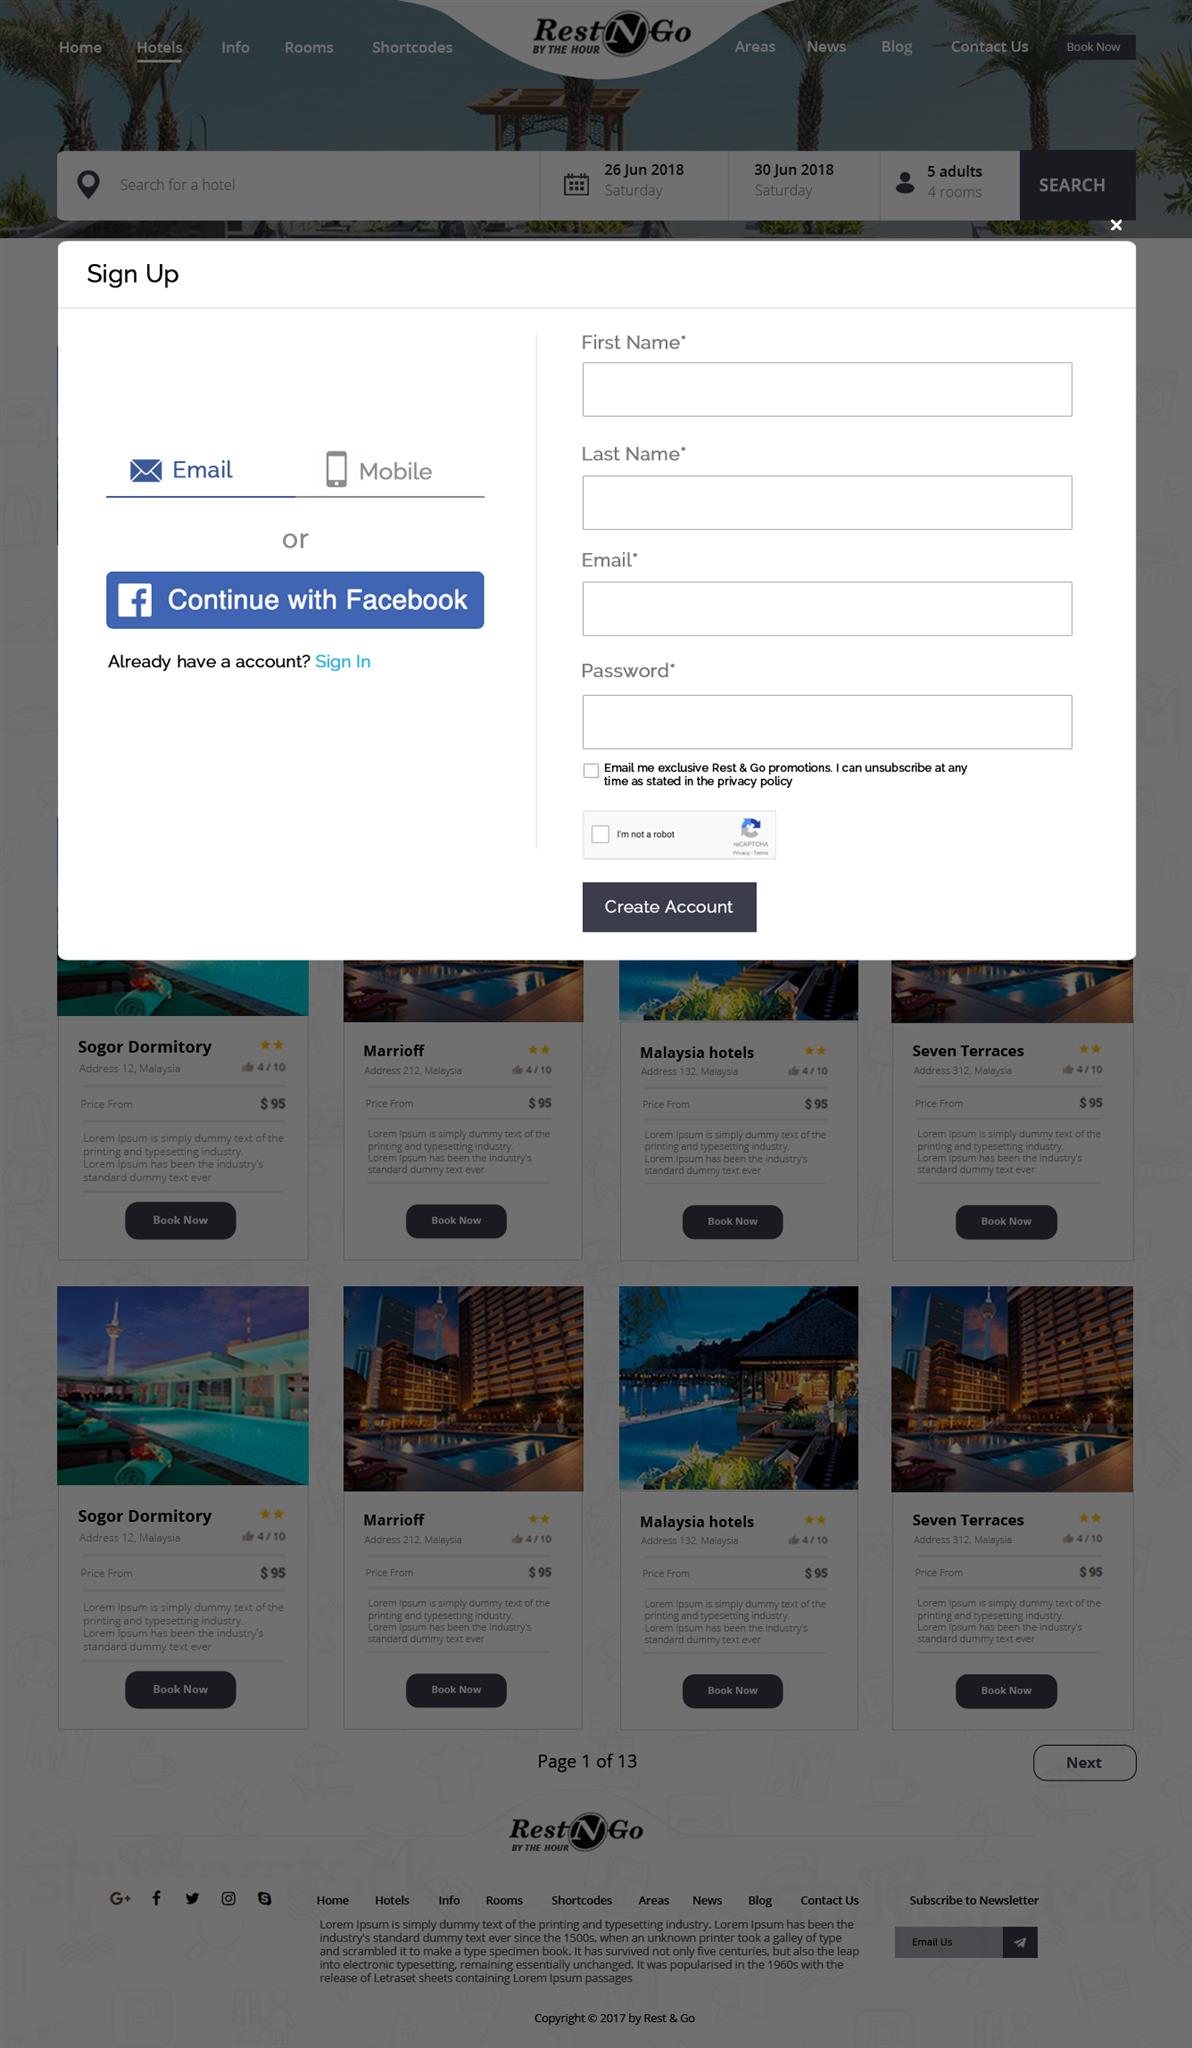 Home Hotels Info Rooms Shortcodes Rest N Go Areas News Blog Contact Us Book Now
BY THE HOUR
Search for a hotel
26 Jun 2018
Saturday
30 Jun 2018
Saturday
5 adults
4 rooms
SEARCH
×
Sign Up
Email Mobile
or
f Continue with Facebook
Already have a account? Sign In
First Name*
Last Name*
Email*
Password*
Email me exclusive Rest & Go promotions. I can unsubscribe at any
time as stated in the privacy policy
I'm not a robot
reCAPTCHA
Privacy - Terms
Create Account
Sogor Dormitory
Address 12, Malaysia 4 / 10
Price From $ 95
Lorem Ipsum is simply dummy text of the
printing and typesetting industry.
Lorem Ipsum has been the industry's
standard dummy text ever
Book Now
Marrioff
Address 212, Malaysia 4 / 10
Price From $ 95
Lorem Ipsum is simply dummy text of the
printing and typesetting industry.
Lorem Ipsum has been the industry's
standard dummy text ever
Book Now
Malaysia hotels
Address 132, Malaysia 4 / 10
Price From $ 95
Lorem Ipsum is simply dummy text of the
printing and typesetting industry.
Lorem Ipsum has been the industry's
standard dummy text ever
Book Now
Seven Terraces
Address 312, Malaysia 4 / 10
Price From $ 95
Lorem Ipsum is simply dummy text of the
printing and typesetting industry.
Lorem Ipsum has been the industry's
standard dummy text ever
Book Now
Sogor Dormitory
Address 12, Malaysia 4 / 10
Price From $ 95
Lorem Ipsum is simply dummy text of the
printing and typesetting industry.
Lorem Ipsum has been the industry's
standard dummy text ever
Book Now
Marrioff
Address 212, Malaysia 4 / 10
Price From $ 95
Lorem Ipsum is simply dummy text of the
printing and typesetting industry.
Lorem Ipsum has been the industry's
standard dummy text ever
Book Now
Malaysia hotels
Address 132, Malaysia 4 / 10
Price From $ 95
Lorem Ipsum is simply dummy text of the
printing and typesetting industry.
Lorem Ipsum has been the industry's
standard dummy text ever
Book Now
Seven Terraces
Address 312, Malaysia 4 / 10
Price From $ 95
Lorem Ipsum is simply dummy text of the
printing and typesetting industry.
Lorem Ipsum has been the industry's
standard dummy text ever
Book Now
Page 1 of 13
Next
Rest N Go
BY THE HOUR
G+ f
Home Hotels Info Rooms Shortcodes Areas News Blog Contact Us
Lorem Ipsum is simply dummy text of the printing and typesetting industry. Lorem Ipsum has been the
industry's standard dummy text ever since the 1500s, when an unknown printer took a galley of type
and scrambled it to make a type specimen book. It has survived not only five centuries, but also the leap
into electronic typesetting, remaining essentially unchanged. It was popularised in the 1960s with the
release of Letraset sheets containing Lorem Ipsum passages
Subscribe to Newsletter
Email Us
Copyright © 2017 by Rest & Go